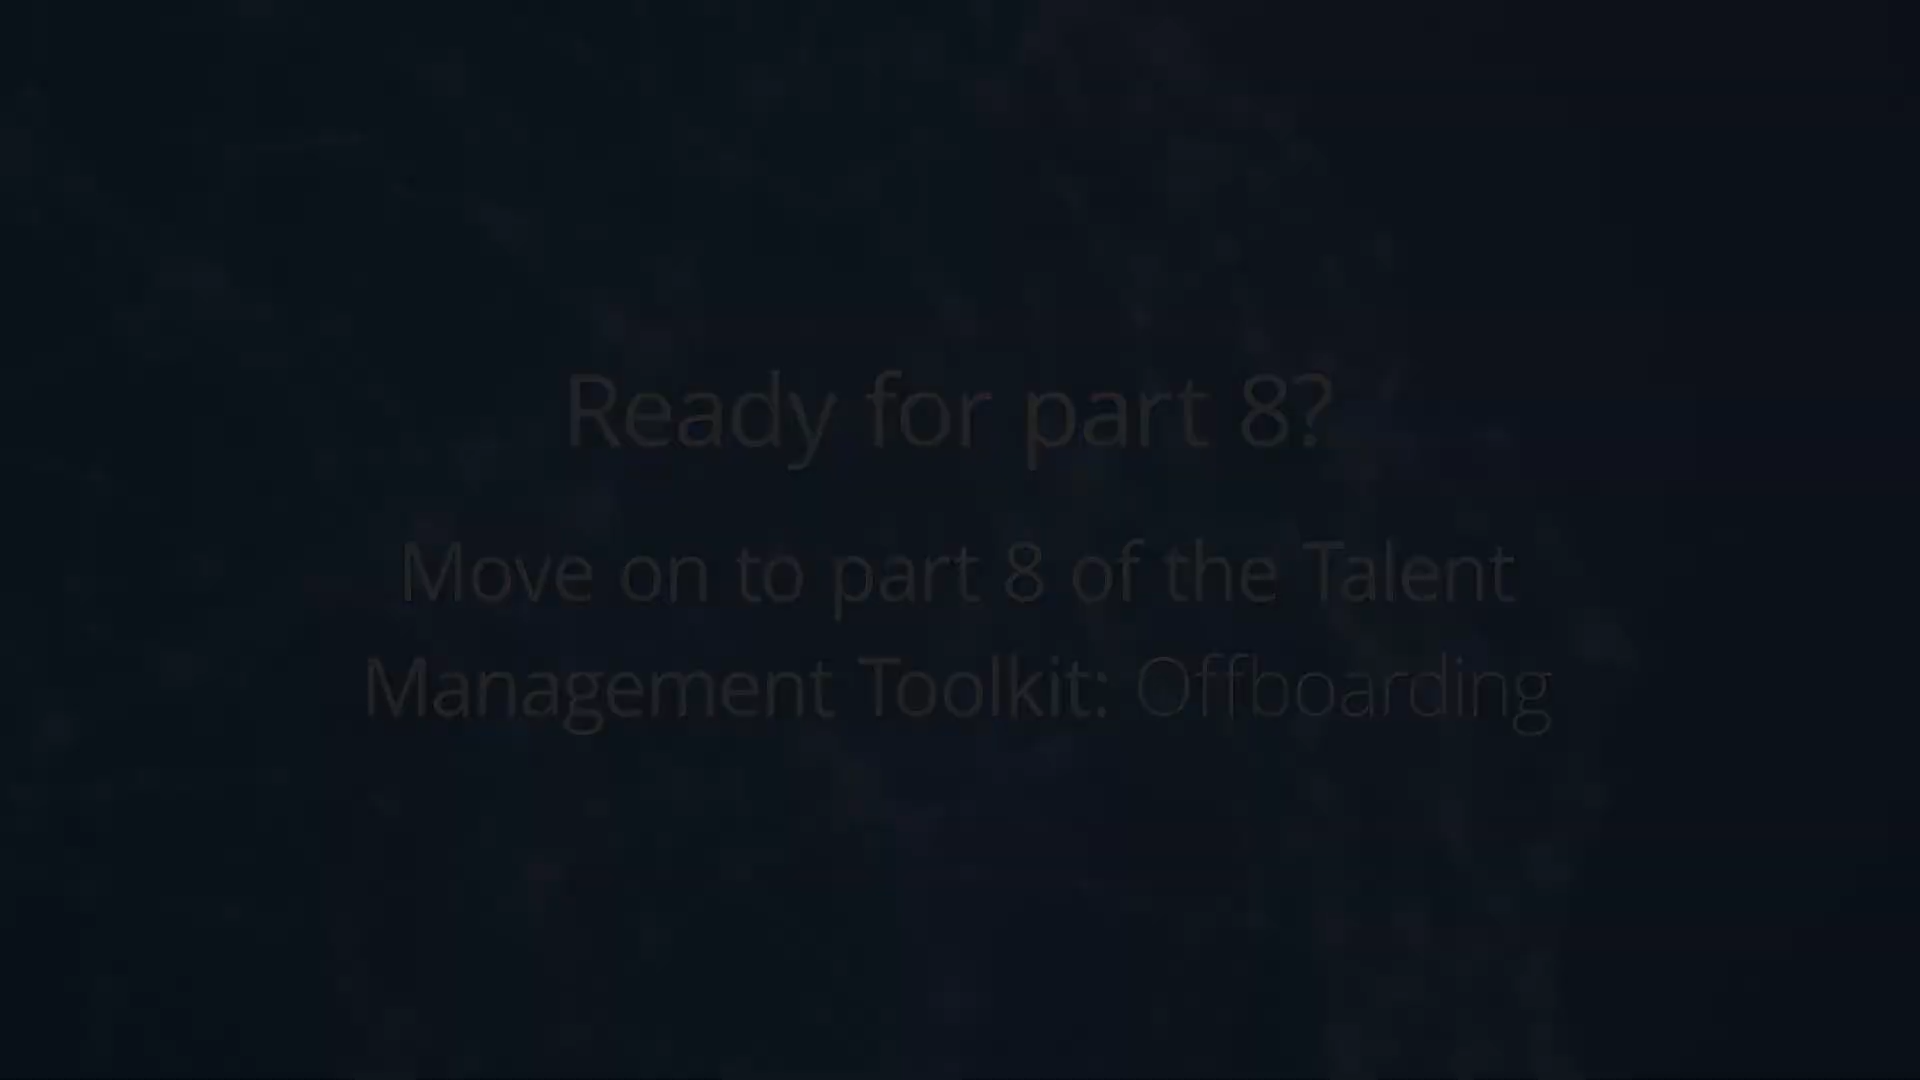 Ready for part 8?
Move on to part 8 of the Talent
Management Toolkit: Offboarding